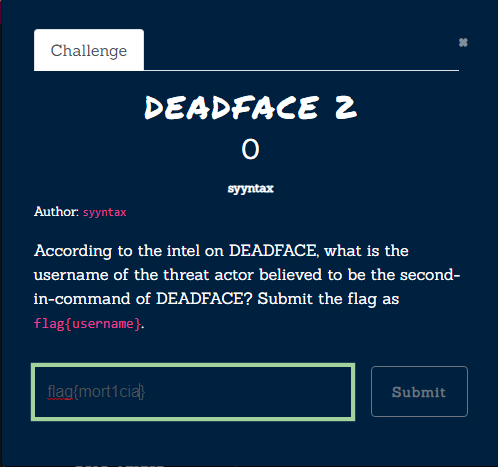 Challenge
✖
DEADFACE 2
0
syyntax
Author: syyntax
According to the intel on DEADFACE, what is the
username of the threat actor believed to be the second-
in-command of DEADFACE? Submit the flag as
flag{username}.
flag{mort1cia}
Submit